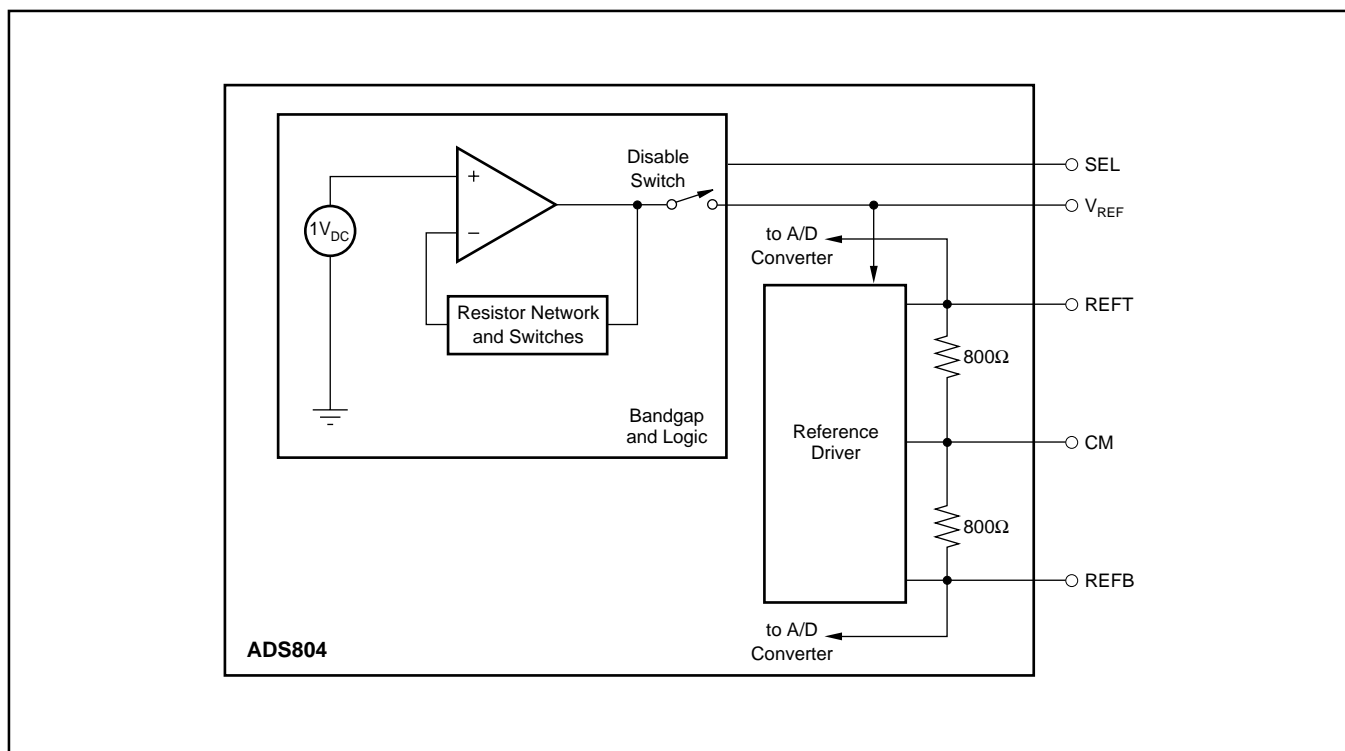 Disable
Switch
SEL
V_REF
+
1V_DC
−
to A/D
Converter
Resistor Network
and Switches
REFT
800Ω
Bandgap
and Logic
Reference
Driver
CM
800Ω
REFB
to A/D
Converter
ADS804